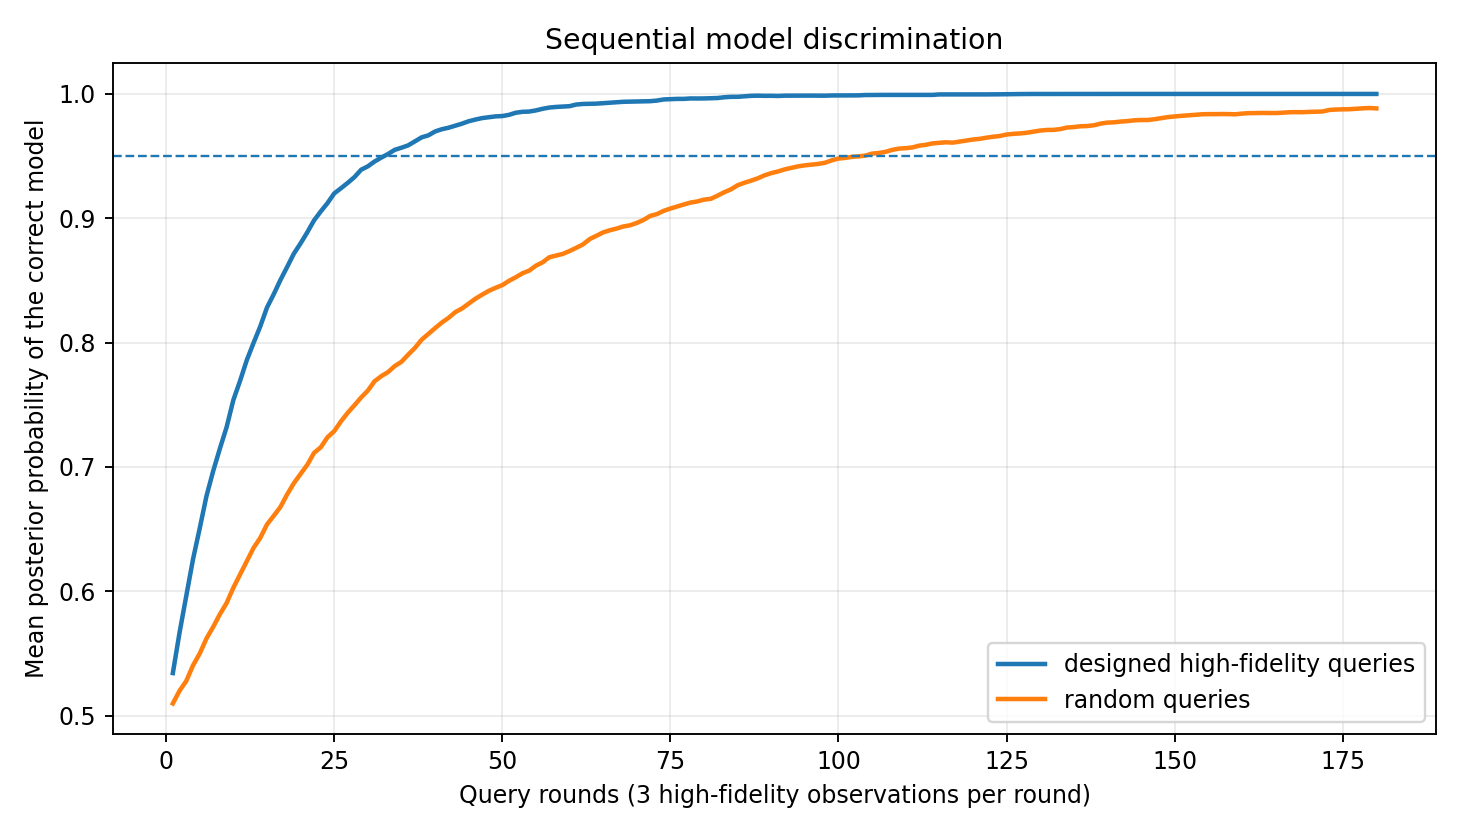 Sequential model discrimination
Mean posterior probability of the correct model
1.0
0.9
0.8
0.7
0.6
0.5
designed high-fidelity queries
random queries
0 25 50 75 100 125 150 175
Query rounds (3 high-fidelity observations per round)